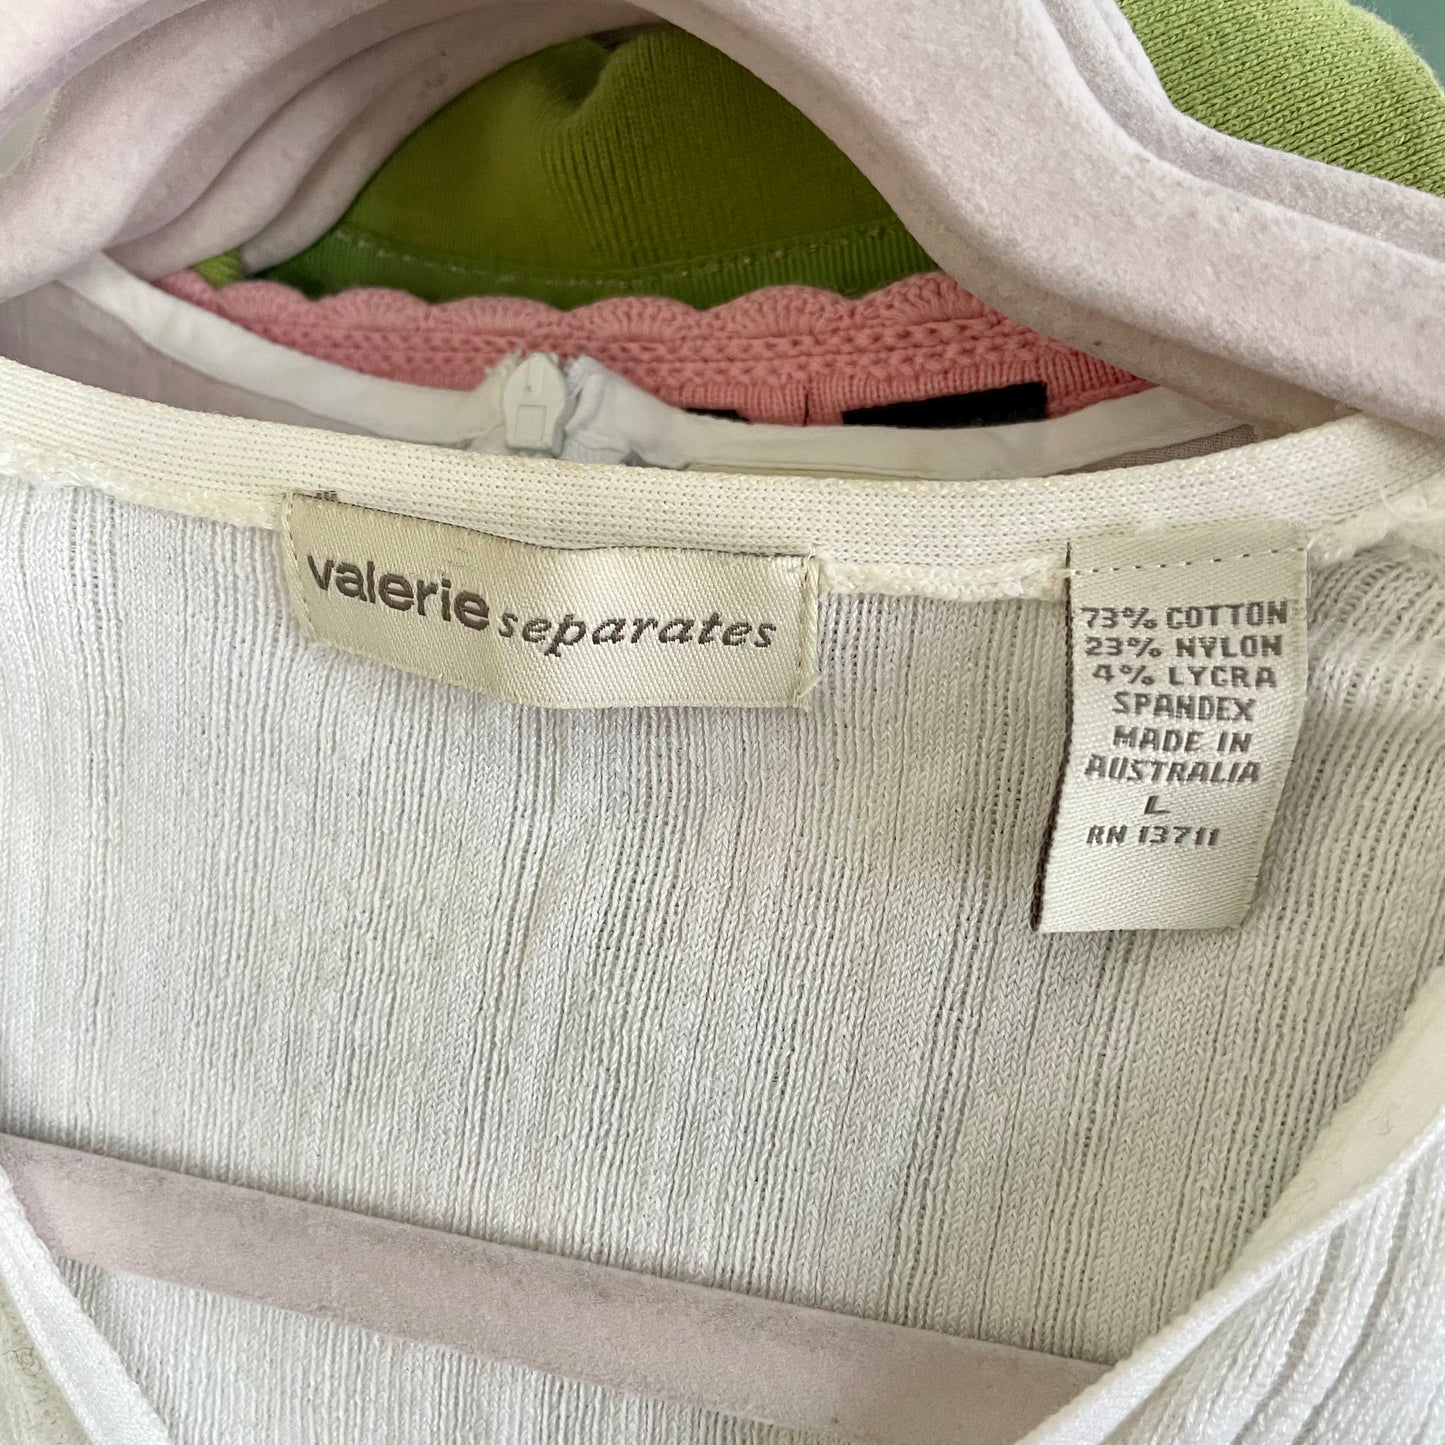 valerie separates
73% COTTON
23% NYLON
4% LYCRA
SPANDEX
MADE IN
AUSTRALIA
L
RN 13711